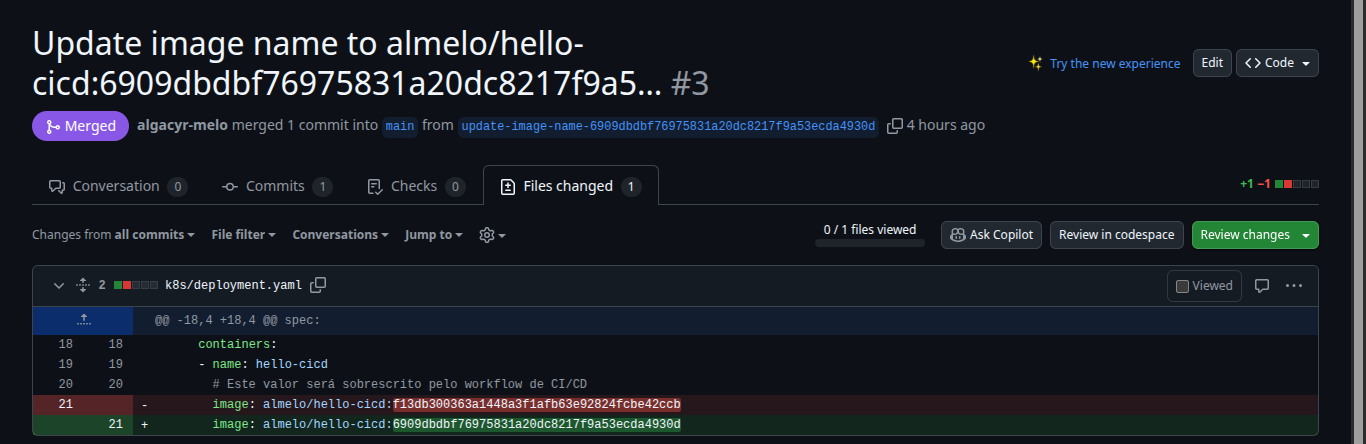 Update image name to almelo/hello-
cicd:6909dbdbf76975831a20dc8217f9a5... #3
Try the new experience
Edit
Code
Merged
algacyr-melo merged 1 commit into main from update-image-name-6909dbdbf76975831a20dc8217f9a53ecda4930d 4 hours ago
Conversation 0
Commits 1
Checks 0
Files changed 1
+1 −1
Changes from all commits
File filter
Conversations
Jump to
0 / 1 files viewed
Ask Copilot
Review in codespace
Review changes
2 k8s/deployment.yaml
Viewed
@@ -18,4 +18,4 @@ spec:
18 18 containers:
19 19 - name: hello-cicd
20 20 # Este valor será sobrescrito pelo workflow de CI/CD
21 - image: almelo/hello-cicd:f13db300363a1448a3f1afb63e92824fcbe42ccb
21 + image: almelo/hello-cicd:6909dbdbf76975831a20dc8217f9a53ecda4930d